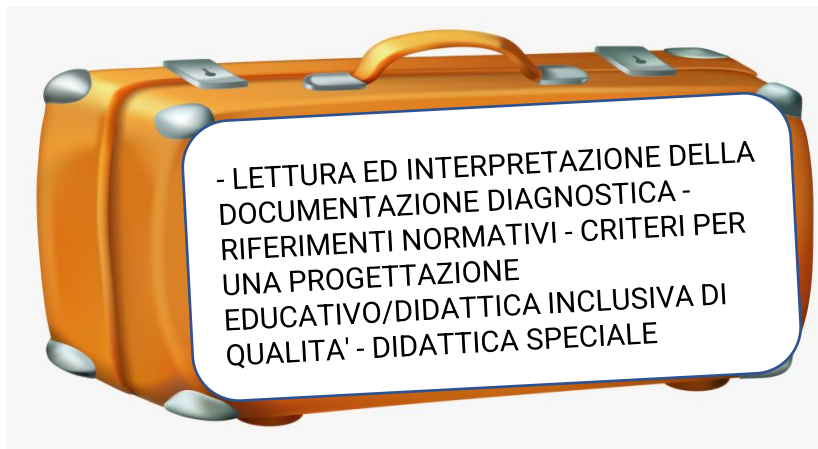 - LETTURA ED INTERPRETAZIONE DELLA
DOCUMENTAZIONE DIAGNOSTICA -
RIFERIMENTI NORMATIVI - CRITERI PER
UNA PROGETTAZIONE
EDUCATIVO/DIDATTICA INCLUSIVA DI
QUALITA' - DIDATTICA SPECIALE